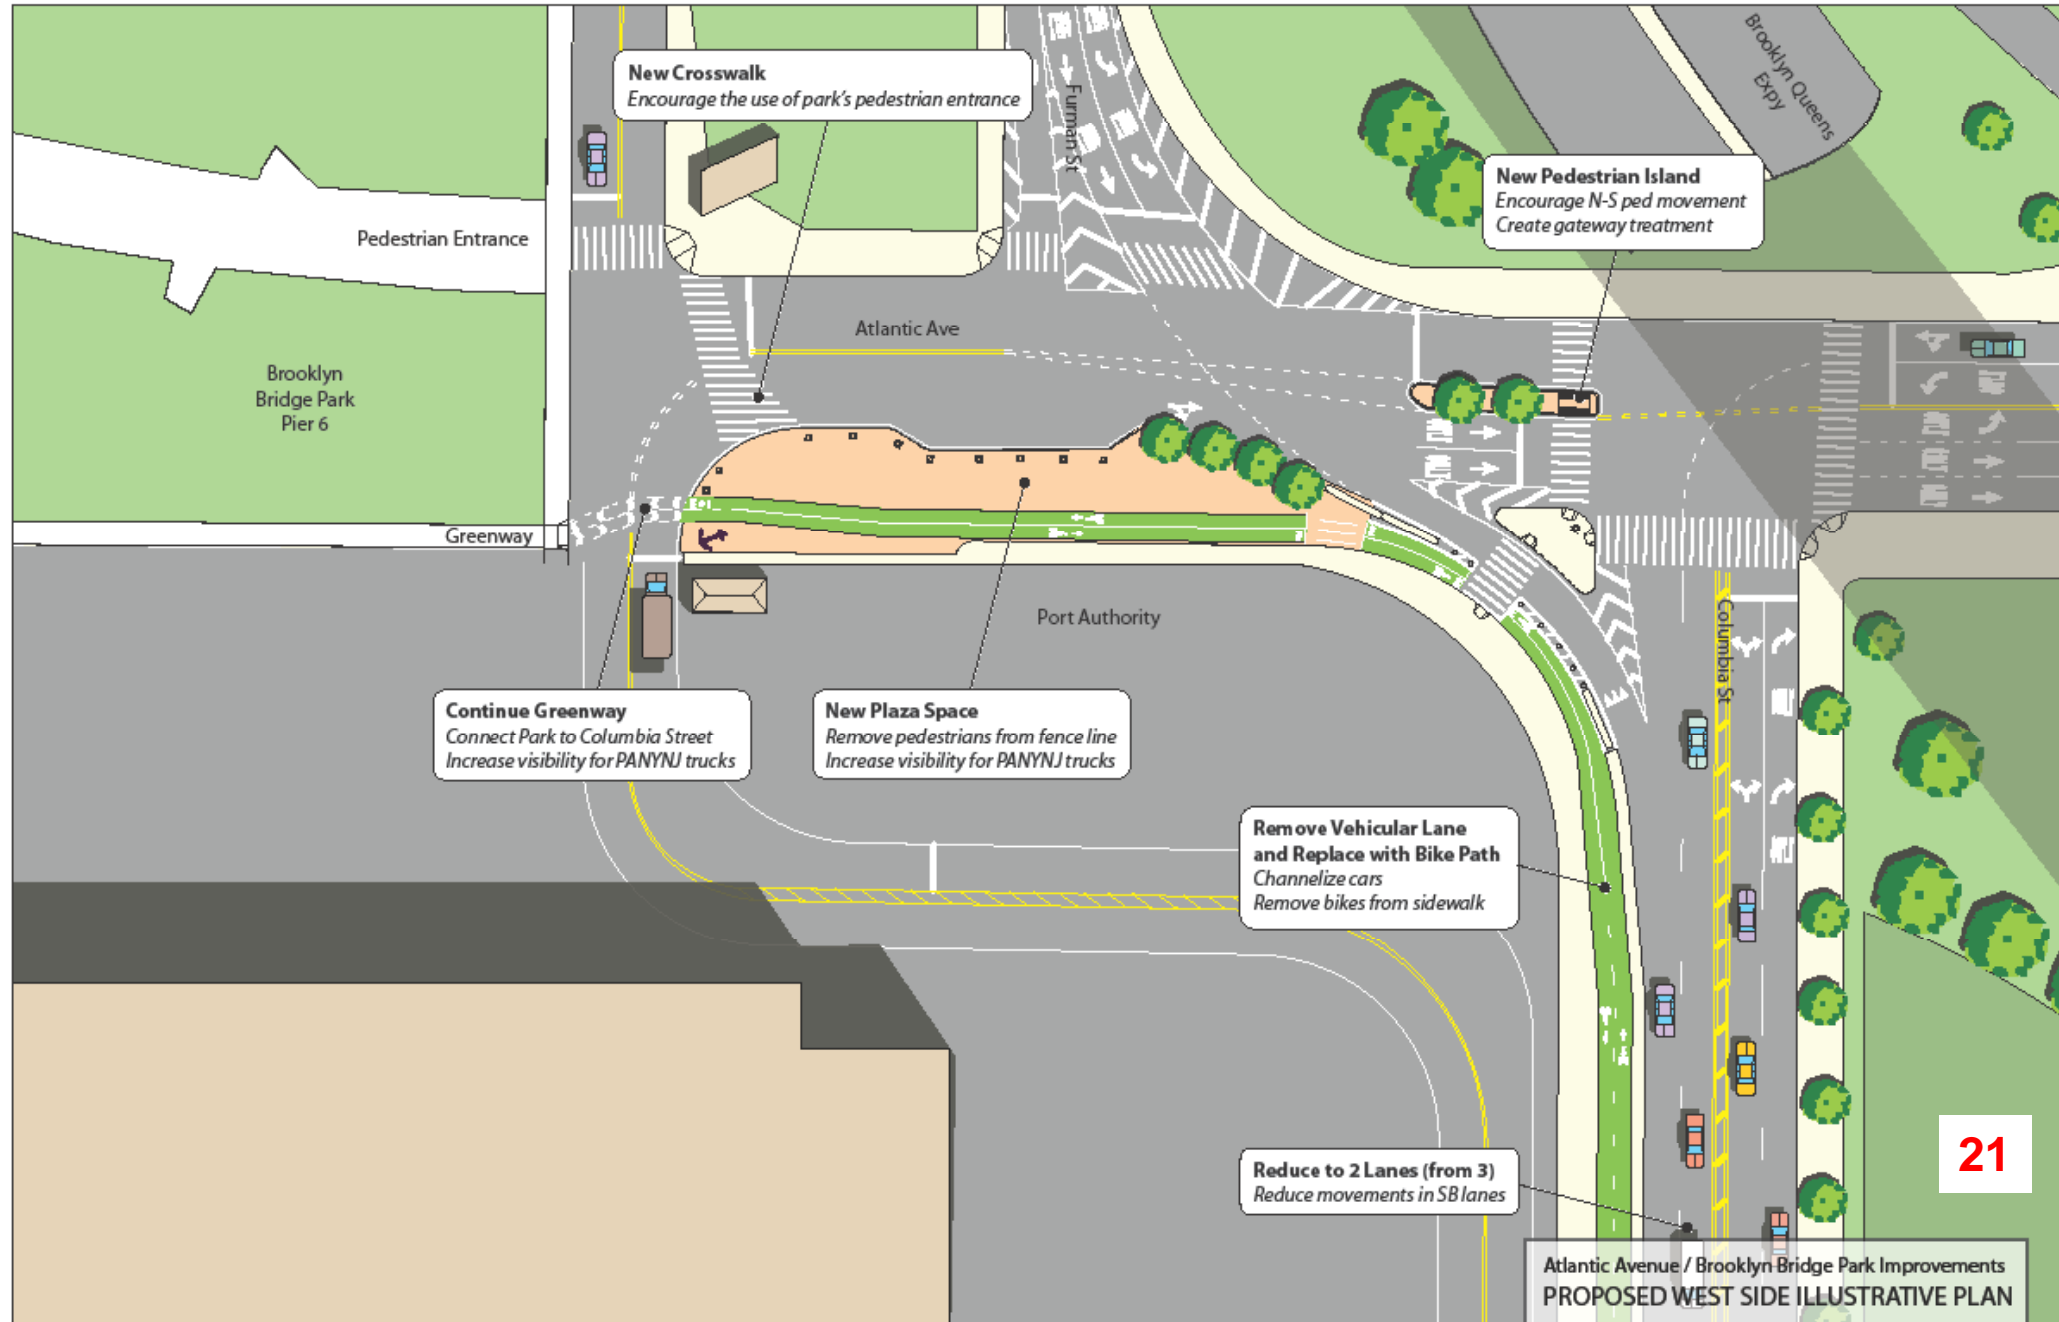 New Crosswalk
Encourage the use of park's pedestrian entrance
Furman St
Brooklyn Queens
Expy
New Pedestrian Island
Encourage N-S ped movement
Create gateway treatment
Pedestrian Entrance
Atlantic Ave
Brooklyn
Bridge Park
Pier 6
Greenway
Port Authority
Columbia St
Continue Greenway
Connect Park to Columbia Street
Increase visibility for PANYNJ trucks
New Plaza Space
Remove pedestrians from fence line
Increase visibility for PANYNJ trucks
Remove Vehicular Lane
and Replace with Bike Path
Channelize cars
Remove bikes from sidewalk
Reduce to 2 Lanes (from 3)
Reduce movements in SB lanes
21
Atlantic Avenue / Brooklyn Bridge Park Improvements
PROPOSED WEST SIDE ILLUSTRATIVE PLAN